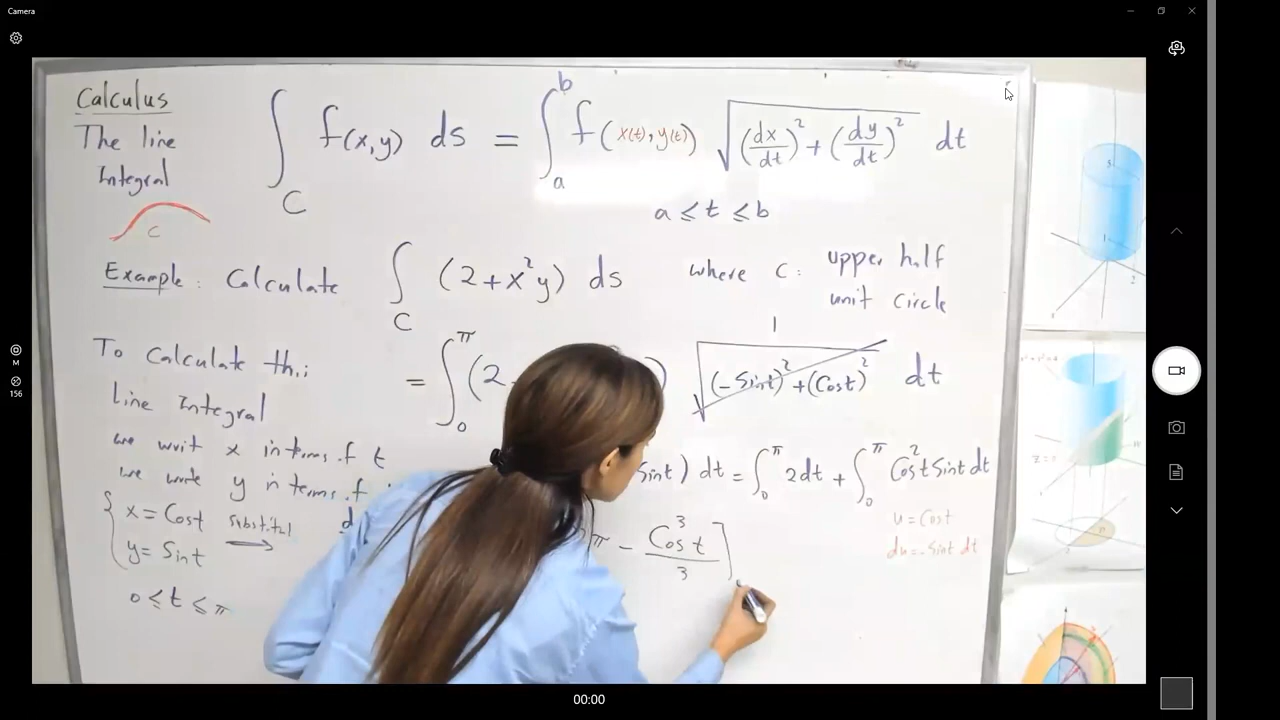 Camera
Calculus
The line
Integral
C
∫_C f(x,y) ds = ∫_a^b f(x(t),y(t)) √((dx/dt)²+(dy/dt)²) dt
a ≤ t ≤ b
Example: Calculate ∫_C (2+x²y) ds where C: upper half
unit circle
To Calculate this
line Integral
we writ x in terms of t
we write y in terms of
x = Cost
y = Sint
0 ≤ t ≤ π
= ∫_0^π (2 ) √((-Sint)²+(Cost)²) dt
1
Sint) dt = ∫_0^π 2dt + ∫_0^π Cos²t Sint dt
u = Cost
du = -Sint dt
π - Cos³t/3 ]
M
156
00:00